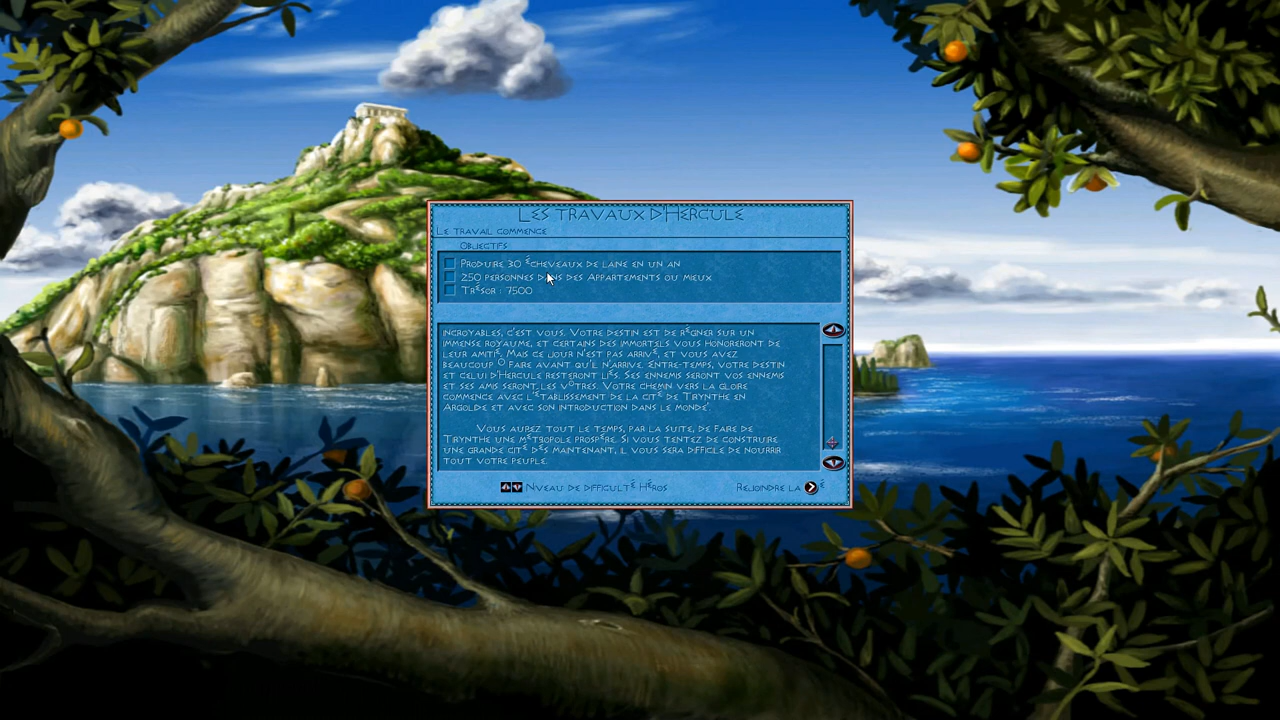 Les travaux d'Hercule
Le travail commence
Objectifs
Produire 30 écheveaux de laine en un an
250 personnes dans des Appartements ou mieux
Trésor : 7500
incroyables, c'est vous. Votre destin est de régner sur un
immense royaume, et certains des immortels vous honoreront de
leur amitié. Mais ce jour n'est pas arrivé, et vous avez
beaucoup à faire avant qu'il n'arrive. Entre-temps, votre destin
et celui d'Hercule resteront liés. Ses ennemis seront vos ennemis
et ses amis seront les vôtres. Votre chemin vers la gloire
commence avec l'établissement de la cité de Tirynthe en
Argolide et avec son introduction dans le monde.
Vous aurez tout le temps, par la suite, de faire de
Tirynthe une métropole prospère. Si vous tentez de construire
une grande cité dès maintenant, il vous sera difficile de nourrir
tout votre peuple.
Niveau de difficulté Héros
Rejoindre la